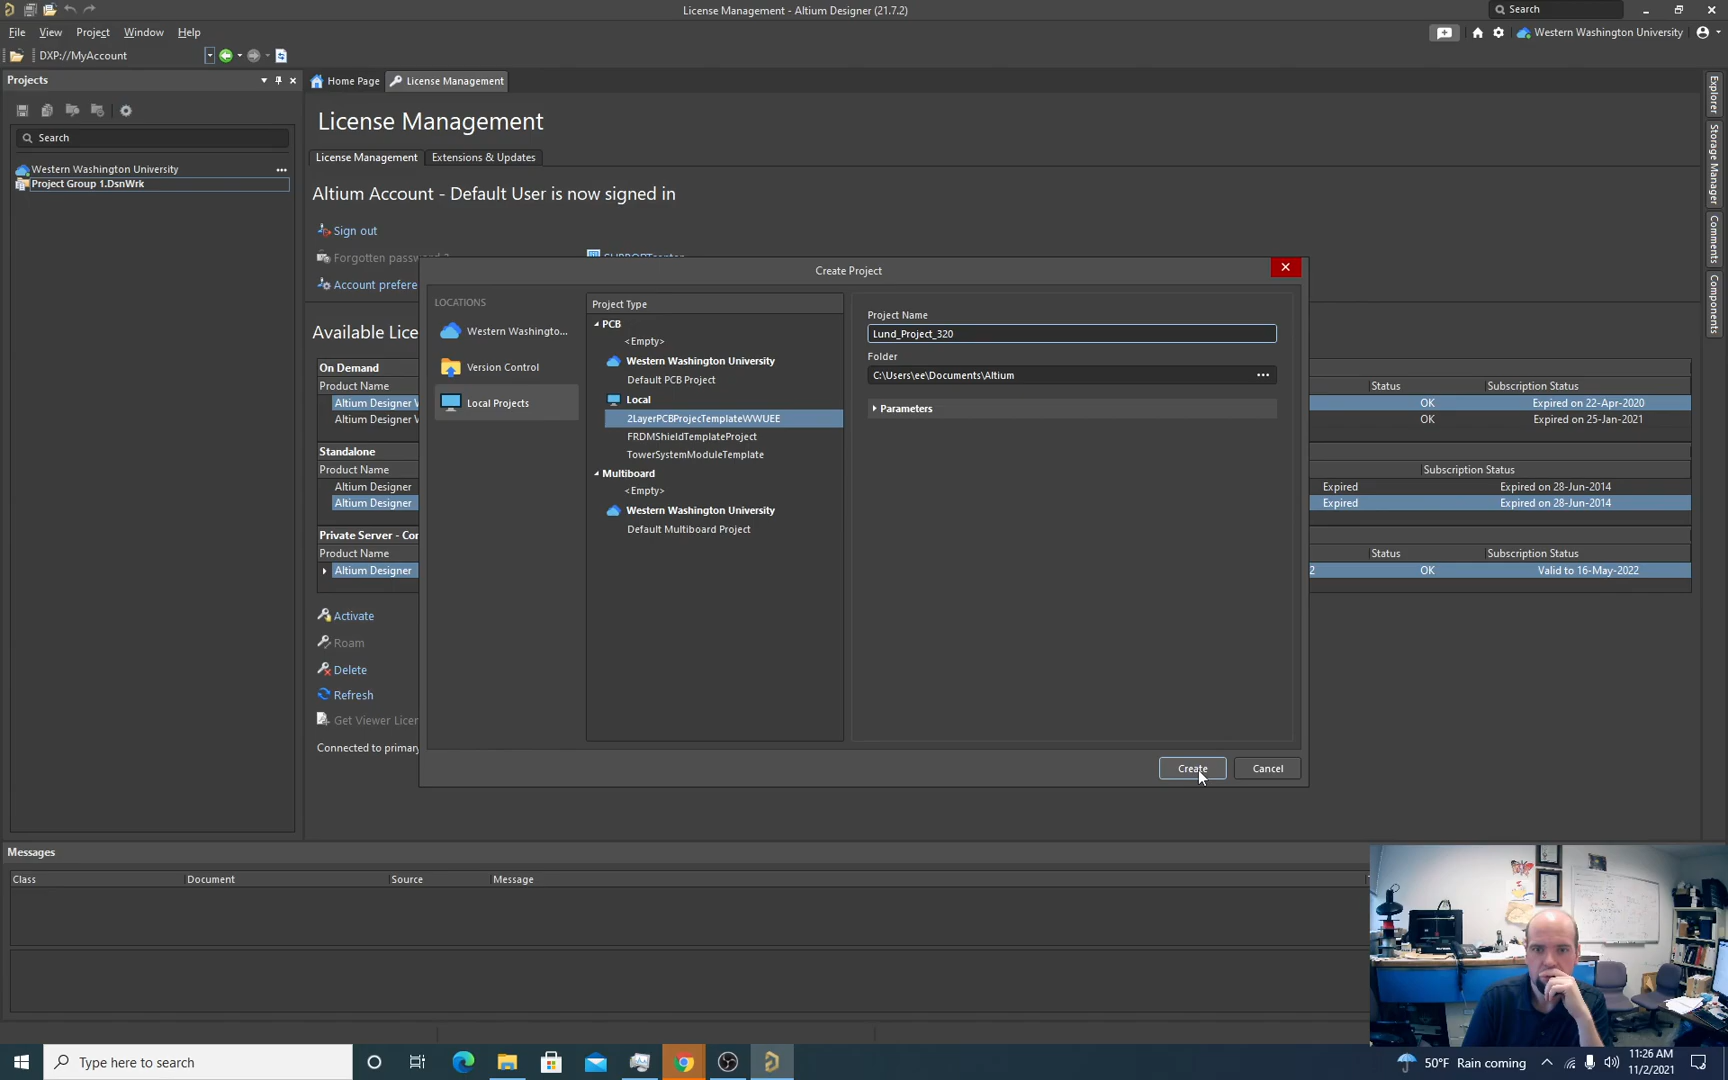 License Management - Altium Designer (21.7.2)
Search
File View Project Window Help
Western Washington University
DXP://MyAccount
Projects
Home Page
License Management
Search
Western Washington University
Project Group 1.DsnWrk
License Management
License Management Extensions & Updates
Altium Account - Default User is now signed in
Sign out
Account prefere
Available Lice
On Demand
Product Name
Altium Designer V
Altium Designer V
Standalone
Product Name
Altium Designer
Altium Designer
Private Server - Con
Product Name
Altium Designer
Activate
Roam
Delete
Refresh
Get Viewer Licen
Connected to primary
Create Project
LOCATIONS
Western Washingto...
Version Control
Local Projects
Project Type
PCB
<Empty>
Western Washington University
Default PCB Project
Local
2LayerPCBProjecTemplateWWUEE
FRDMShieldTemplateProject
TowerSystemModuleTemplate
Multiboard
<Empty>
Western Washington University
Default Multiboard Project
Project Name
Lund_Project_320
Folder
C:\Users\ee\Documents\Altium
Parameters
Create Cancel
Status Subscription Status
OK Expired on 22-Apr-2020
OK Expired on 25-Jan-2021
Subscription Status
Expired Expired on 28-Jun-2014
Expired Expired on 28-Jun-2014
Status Subscription Status
2 OK Valid to 16-May-2022
Explorer
Storage Manager
Comments
Components
Messages
Class Document Source Message
Type here to search
50°F Rain coming
11:26 AM
11/2/2021